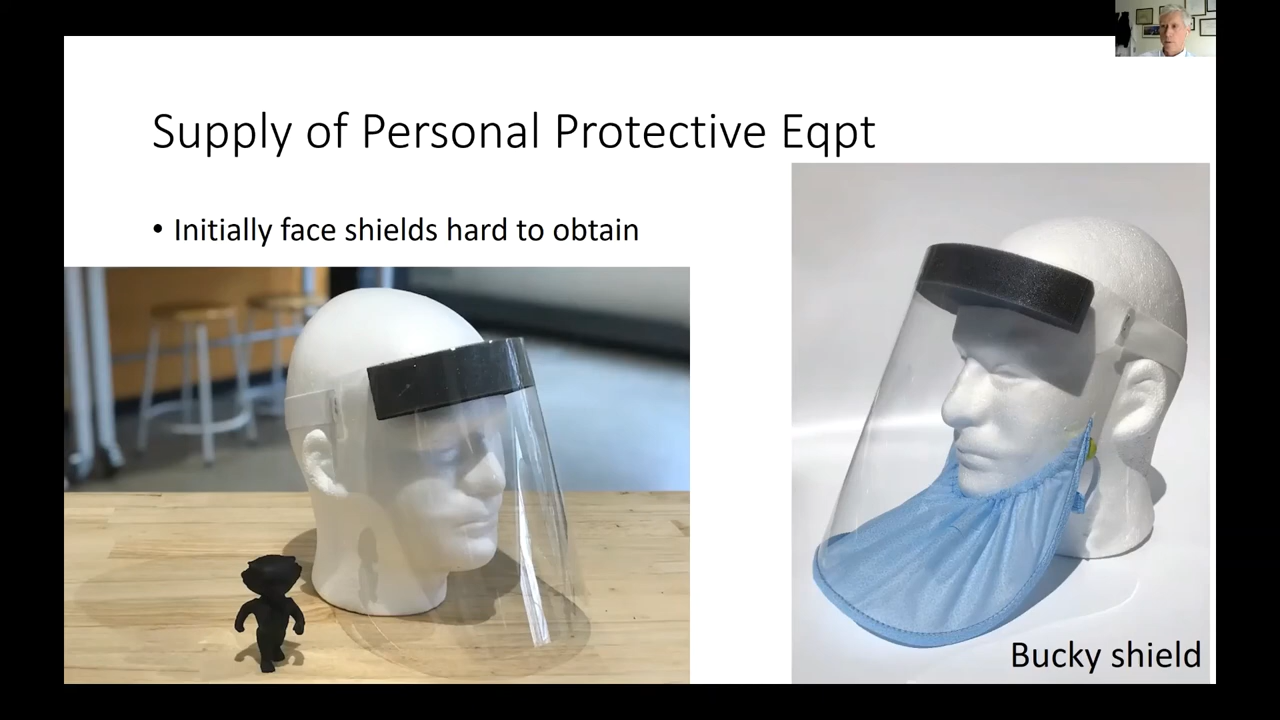 Supply of Personal Protective Eqpt
• Initially face shields hard to obtain
Bucky shield